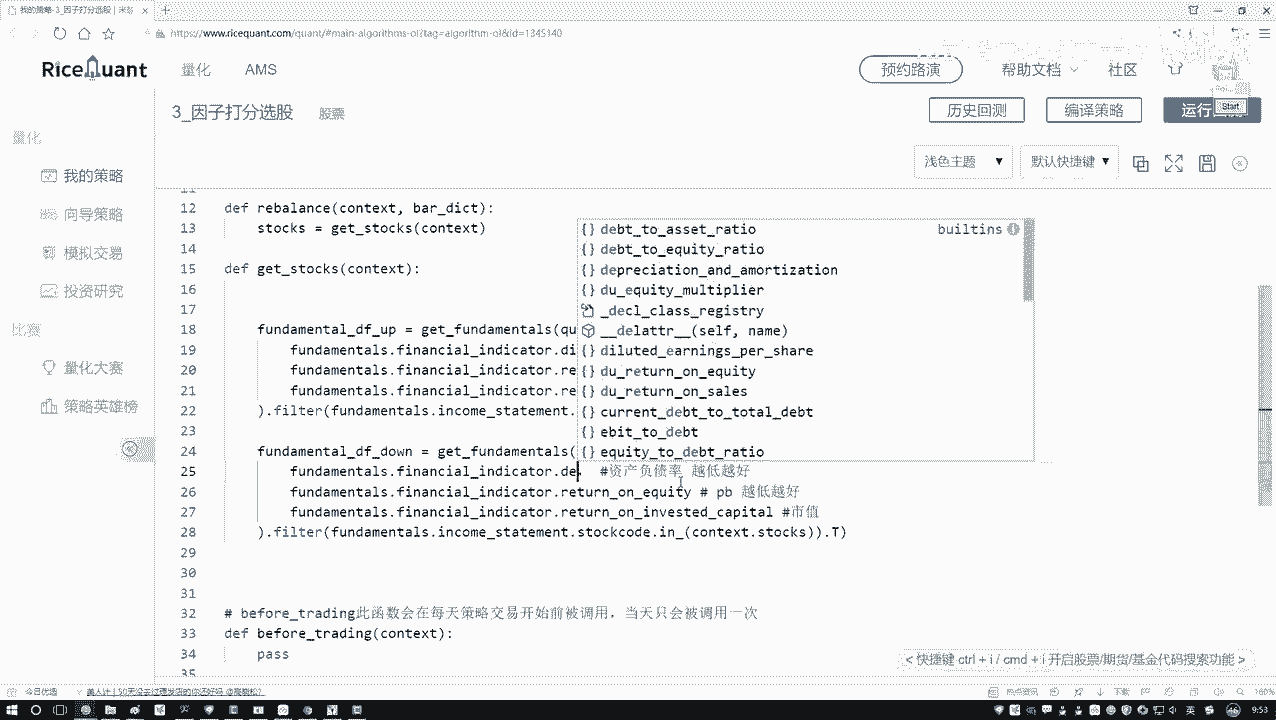 我的策略-3_因子打分选股 | 米筐
https://www.ricequant.com/quant/#main-algorithms-ol?tag=algorithm-ol&id=1345140
RiceQuant
量化
AMS
预约路演
帮助文档
社区
3_因子打分选股
股票
历史回测
编译策略
运行
Start
量化
我的策略
向导策略
模拟交易
投资研究
比赛
量化大赛
策略英雄榜
浅色主题
默认快捷键
11
12 def rebalance(context, bar_dict):
13 stocks = get_stocks(context)
14
15 def get_stocks(context):
16
17
18 fundamental_df_up = get_fundamentals(qu
19 fundamentals.financial_indicator.di
20 fundamentals.financial_indicator.re
21 fundamentals.financial_indicator.re
22 ).filter(fundamentals.income_statement.
23
24 fundamental_df_down = get_fundamentals(
25 fundamentals.financial_indicator.de #资产负债率 越低越好
26 fundamentals.financial_indicator.return_on_equity # pb 越低越好
27 fundamentals.financial_indicator.return_on_invested_capital #市值
28 ).filter(fundamentals.income_statement.stockcode.in_(context.stocks)).T)
29
30
31
32 # before_trading此函数会在每天策略交易开始前被调用，当天只会被调用一次
33 def before_trading(context):
34 pass
35
{} debt_to_asset_ratio builtins
{} debt_to_equity_ratio
{} depreciation_and_amortization
{} du_equity_multiplier
_decl_class_registry
__delattr__(self, name)
{} diluted_earnings_per_share
{} du_return_on_equity
{} du_return_on_sales
{} current_debt_to_total_debt
{} ebit_to_debt
{} equity_to_debt_ratio
< 快捷键 ctrl + i / cmd + i 开启股票/期货/基金代码搜索功能 >
今日优选
热点资讯
下载
160%
英
9:53